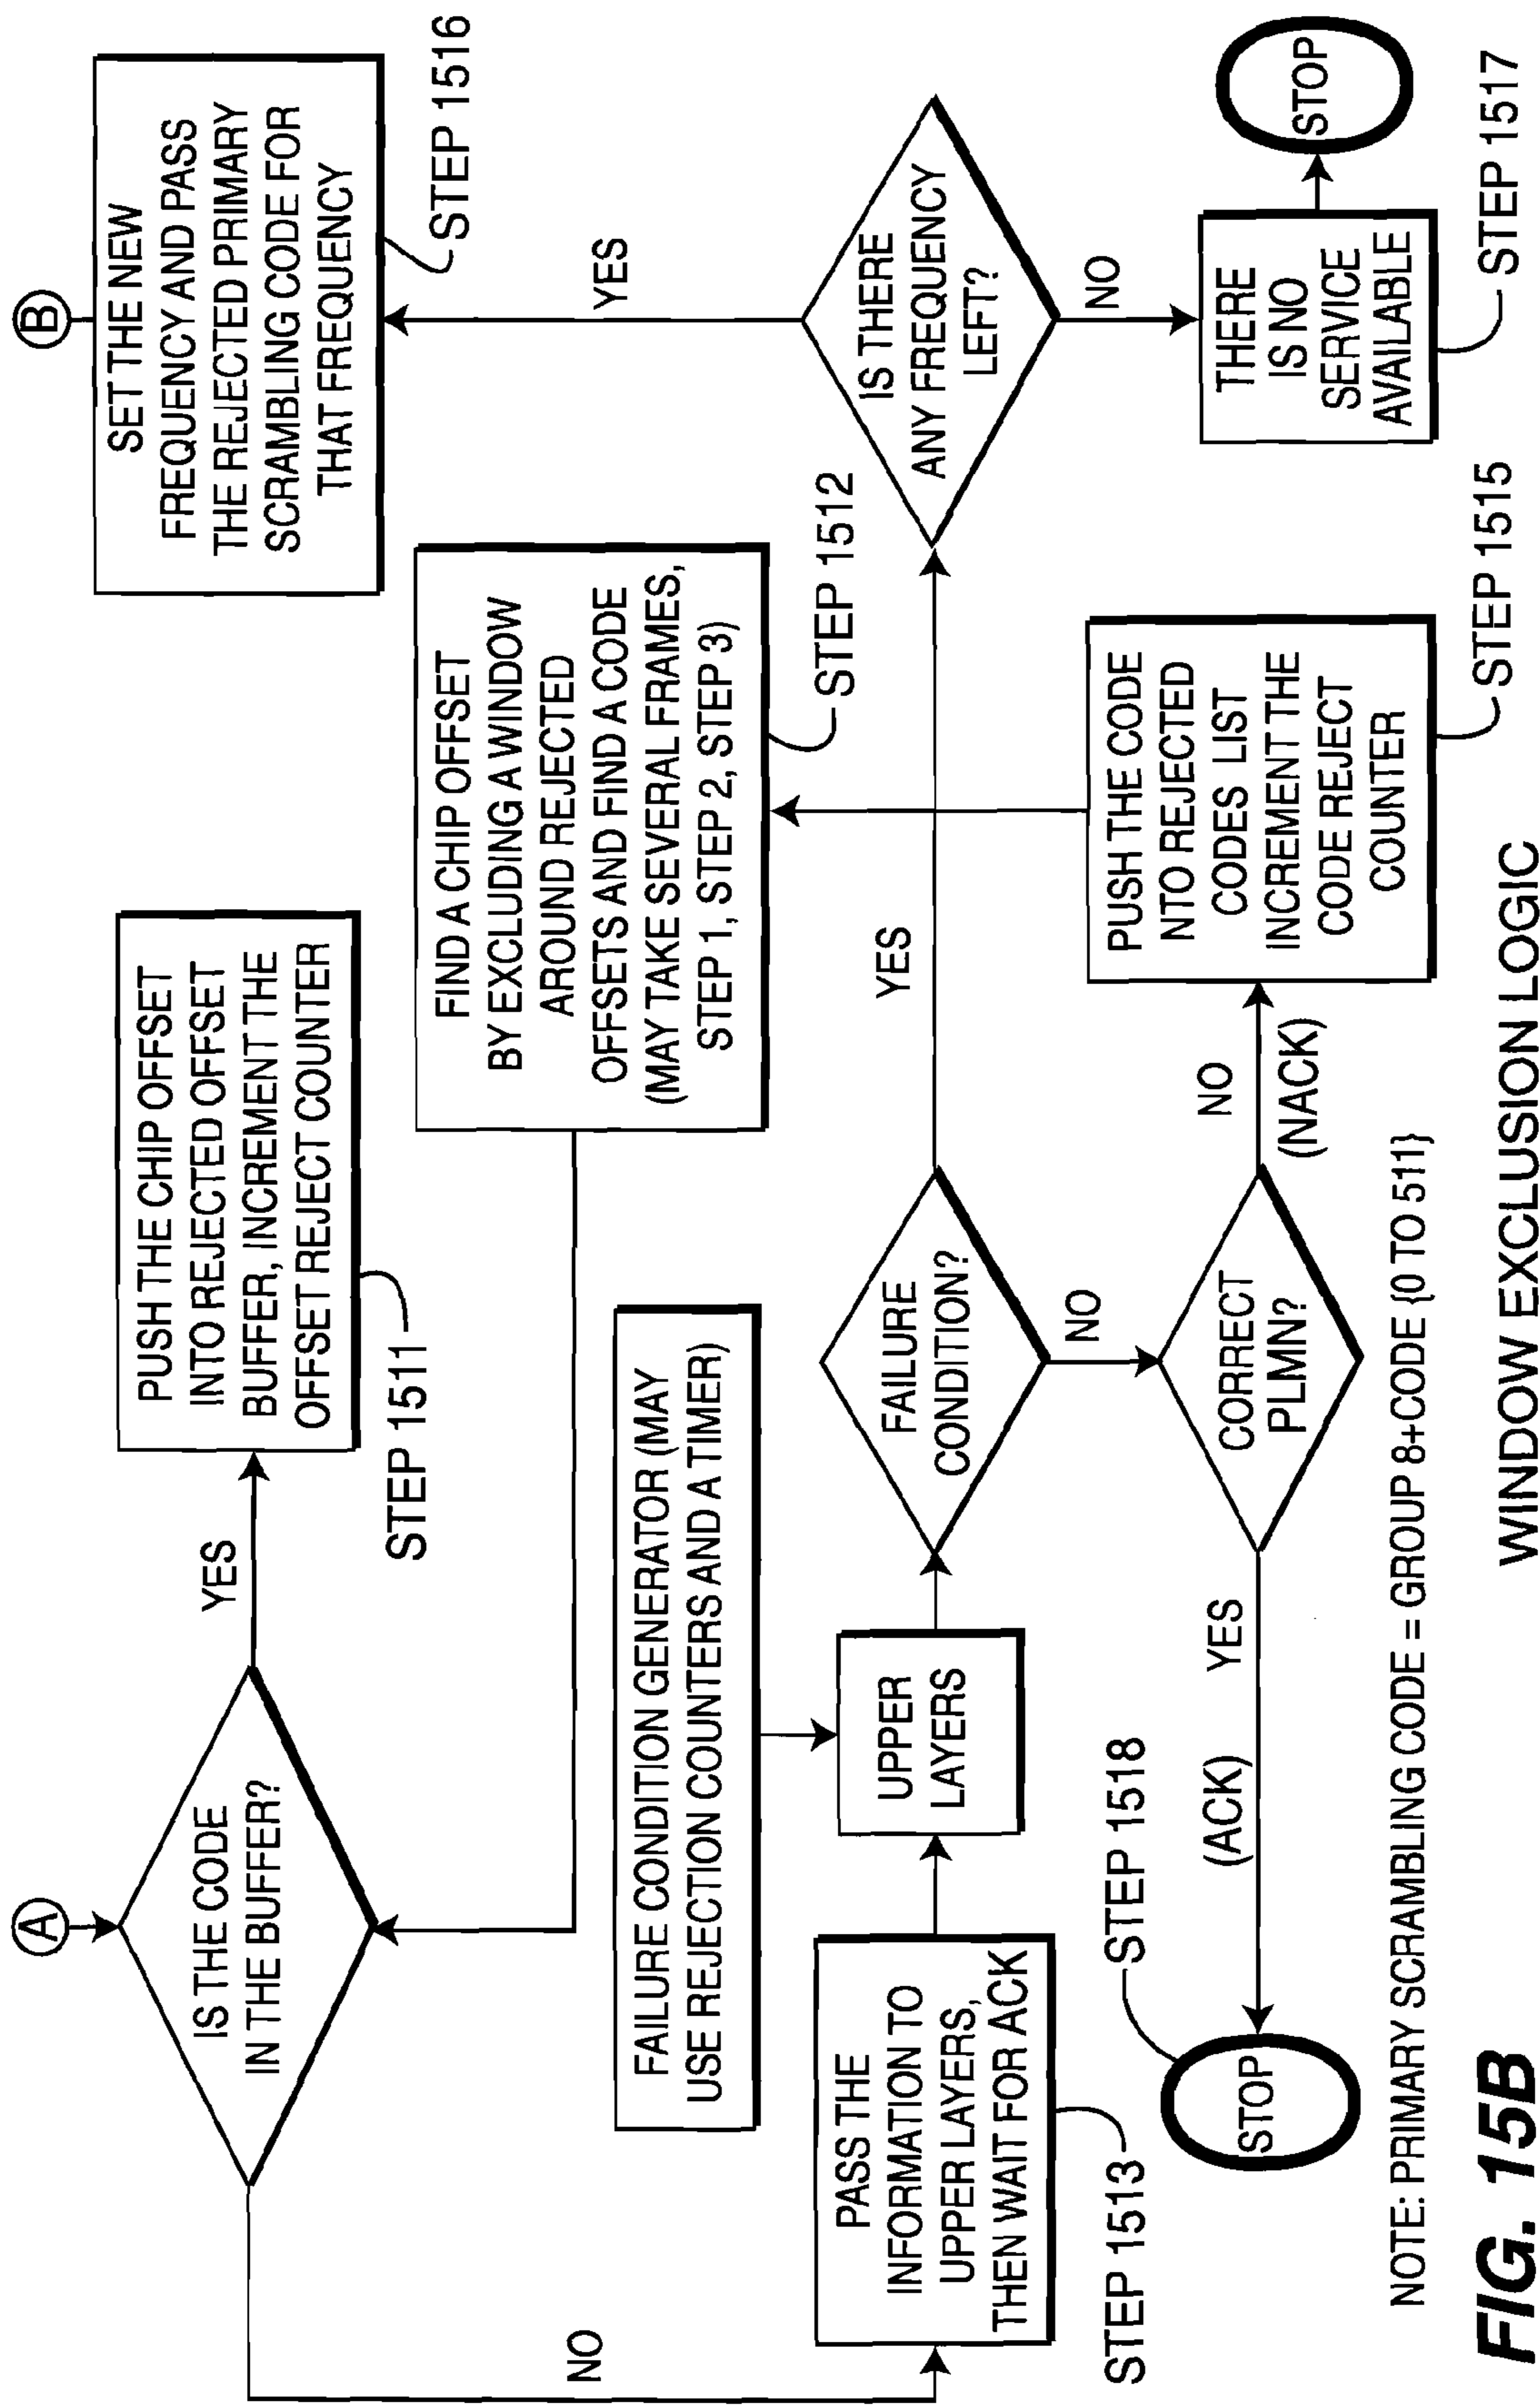 A
IS THE CODE
IN THE BUFFER?
YES
PUSH THE CHIP OFFSET
INTO REJECTED OFFSET
BUFFER, INCREMENT THE
OFFSET REJECT COUNTER
STEP 1511
B
SET THE NEW
FREQUENCY AND PASS
THE REJECTED PRIMARY
SCRAMBLING CODE FOR
THAT FREQUENCY
STEP 1516
FIND A CHIP OFFSET
BY EXCLUDING A WINDOW
AROUND REJECTED
OFFSETS AND FIND A CODE
(MAY TAKE SEVERAL FRAMES,
STEP 1, STEP 2, STEP 3)
STEP 1512
YES
NO
FAILURE CONDITION GENERATOR (MAY
USE REJECTION COUNTERS AND A TIMER)
PASS THE
INFORMATION TO
UPPER LAYERS,
THEN WAIT FOR ACK
STEP 1513
UPPER
LAYERS
FAILURE
CONDITION?
YES
IS THERE
ANY FREQUENCY
LEFT?
NO
NO
STEP 1518
STOP
(ACK)
YES
CORRECT
PLMN?
NO
(NACK)
PUSH THE CODE
NTO REJECTED
CODES LIST
INCREMENT THE
CODE REJECT
COUNTER
STEP 1515
THERE
IS NO
SERVICE
AVAILABLE
STOP
STEP 1517
NOTE: PRIMARY SCRAMBLING CODE = GROUP 8+CODE {0 TO 511}
FIG. 15B
WINDOW EXCLUSION LOGIC